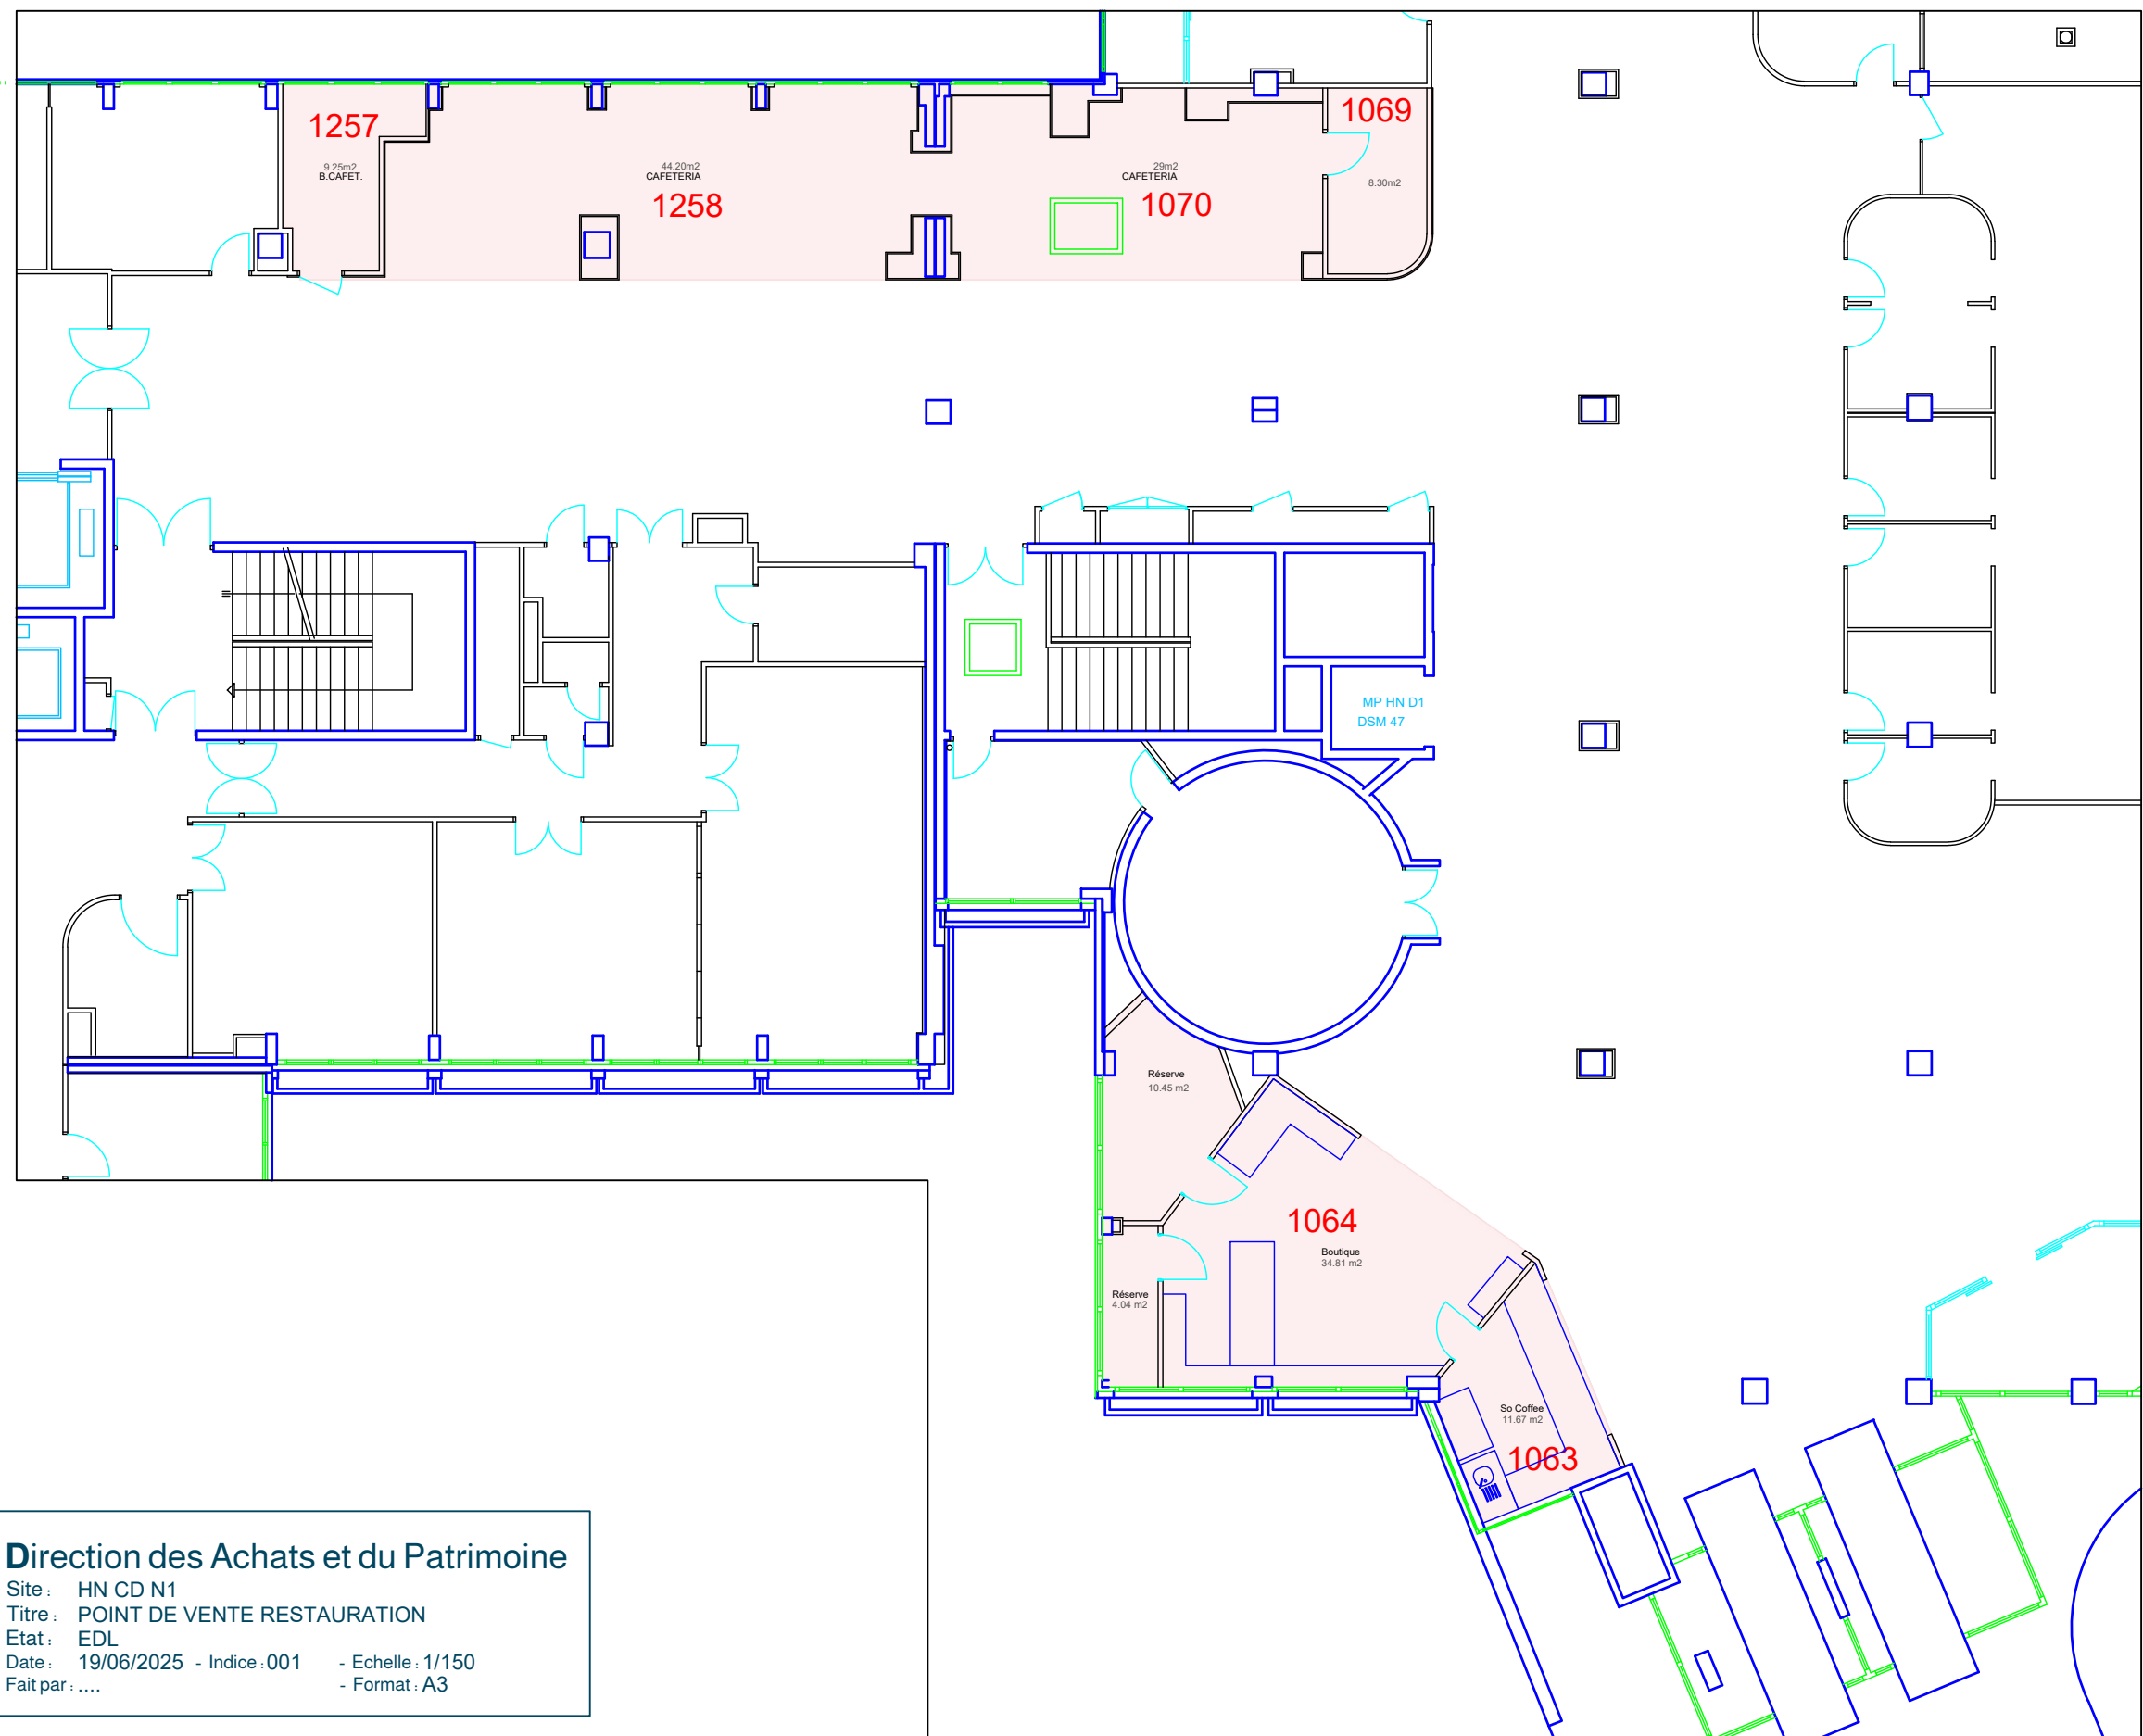 1257
9.25m2
B.CAFET.
44.20m2
CAFETERIA
1258
29m2
CAFETERIA
1070
1069
8.30m2
MP HN D1
DSM 47
Réserve
10.45 m2
1064
Boutique
34.81 m2
Réserve
4.04 m2
So Coffee
11.67 m2
1063
Direction des Achats et du Patrimoine
Site : HN CD N1
Titre : POINT DE VENTE RESTAURATION
Etat : EDL
Date : 19/06/2025 - Indice : 001 - Echelle : 1/150
Fait par : .... - Format : A3